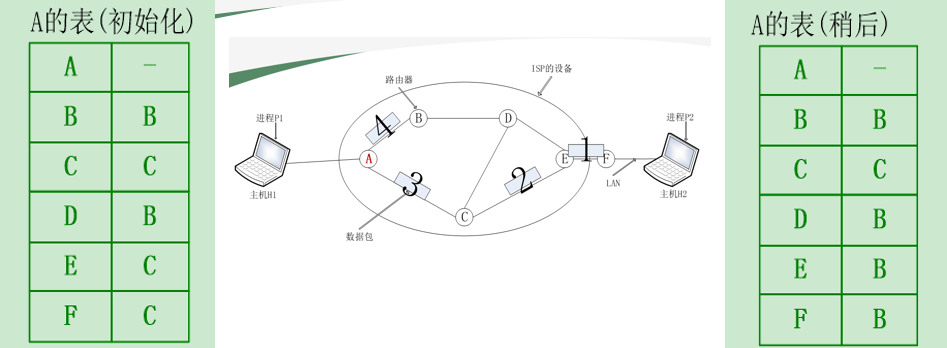 A的表(初始化)
A —
B B
C C
D B
E C
F C
ISP的设备
路由器
进程P1
进程P2
4
B
D
A
1
E
F
3
2
C
LAN
主机H1
主机H2
数据包
A的表(稍后)
A —
B B
C C
D B
E B
F B